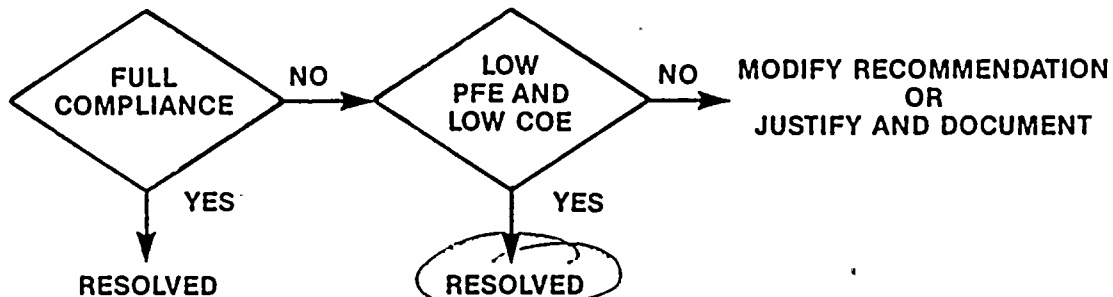 FULL
COMPLIANCE
NO
LOW
PFE AND
LOW COE
NO
MODIFY RECOMMENDATION
OR
JUSTIFY AND DOCUMENT
YES
YES
RESOLVED
RESOLVED